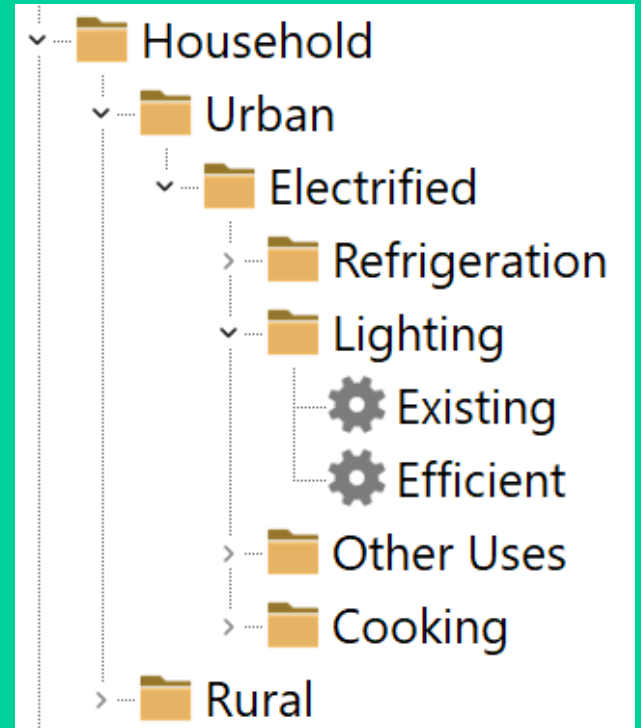 Household
Urban
Electrified
Refrigeration
Lighting
Existing
Efficient
Other Uses
Cooking
Rural